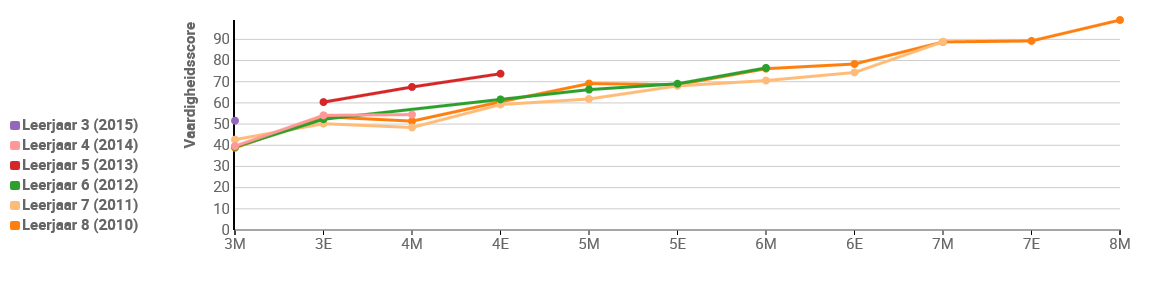 Vaardigheidsscore
90
80
70
60
50
40
30
20
10
0
3M 3E 4M 4E 5M 5E 6M 6E 7M 7E 8M
Leerjaar 3 (2015)
Leerjaar 4 (2014)
Leerjaar 5 (2013)
Leerjaar 6 (2012)
Leerjaar 7 (2011)
Leerjaar 8 (2010)